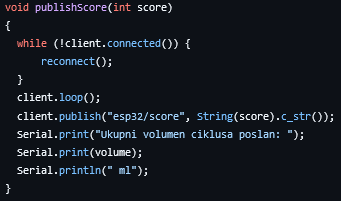 void publishScore(int score)
{
  while (!client.connected()) {
      reconnect();
  }
  client.loop();
  client.publish("esp32/score", String(score).c_str());
  Serial.print("Ukupni volumen ciklusa poslan: ");
  Serial.print(volume);
  Serial.println(" ml");
}